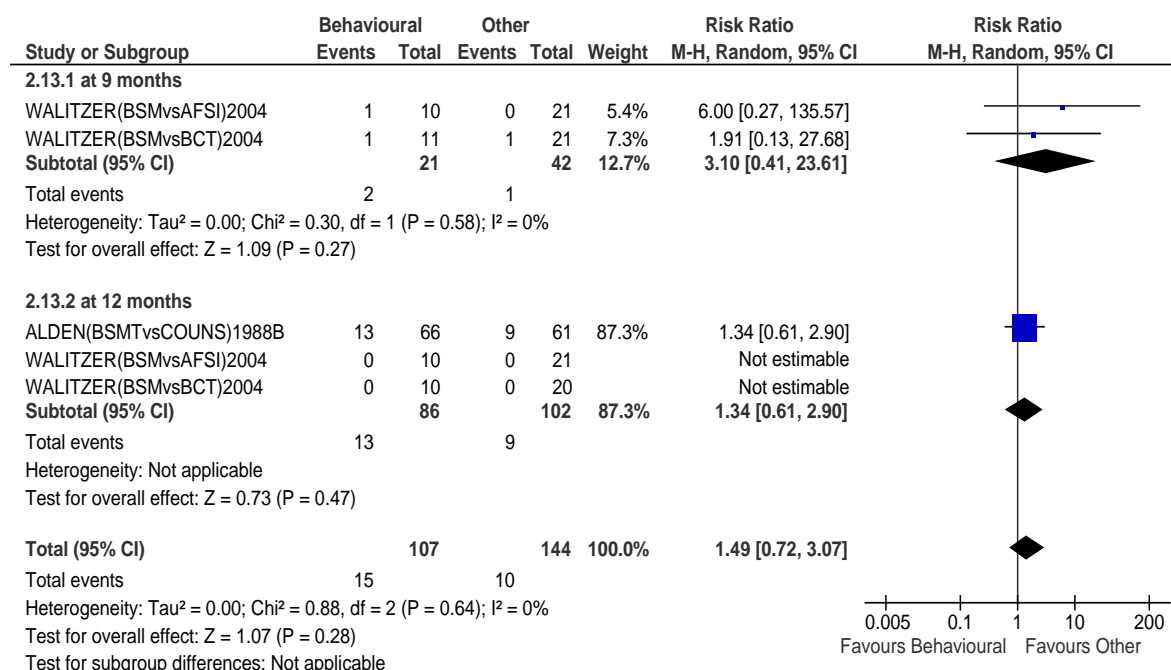 Behavioural Other Risk Ratio Risk Ratio
Study or Subgroup Events Total Events Total Weight M-H, Random, 95% CI M-H, Random, 95% CI
2.13.1 at 9 months
WALITZER(BSMvsAFSI)2004 1 10 0 21 5.4% 6.00 [0.27, 135.57]
WALITZER(BSMvsBCT)2004 1 11 1 21 7.3% 1.91 [0.13, 27.68]
Subtotal (95% CI) 21 42 12.7% 3.10 [0.41, 23.61]
Total events 2 1
Heterogeneity: Tau² = 0.00; Chi² = 0.30, df = 1 (P = 0.58); I² = 0%
Test for overall effect: Z = 1.09 (P = 0.27)
2.13.2 at 12 months
ALDEN(BSMTvsCOUNS)1988B 13 66 9 61 87.3% 1.34 [0.61, 2.90]
WALITZER(BSMvsAFSI)2004 0 10 0 21 Not estimable
WALITZER(BSMvsBCT)2004 0 10 0 20 Not estimable
Subtotal (95% CI) 86 102 87.3% 1.34 [0.61, 2.90]
Total events 13 9
Heterogeneity: Not applicable
Test for overall effect: Z = 0.73 (P = 0.47)
Total (95% CI) 107 144 100.0% 1.49 [0.72, 3.07]
Total events 15 10
Heterogeneity: Tau² = 0.00; Chi² = 0.88, df = 2 (P = 0.64); I² = 0%
Test for overall effect: Z = 1.07 (P = 0.28)
Test for subgroup differences: Not applicable
0.005 0.1 1 10 200
Favours Behavioural Favours Other